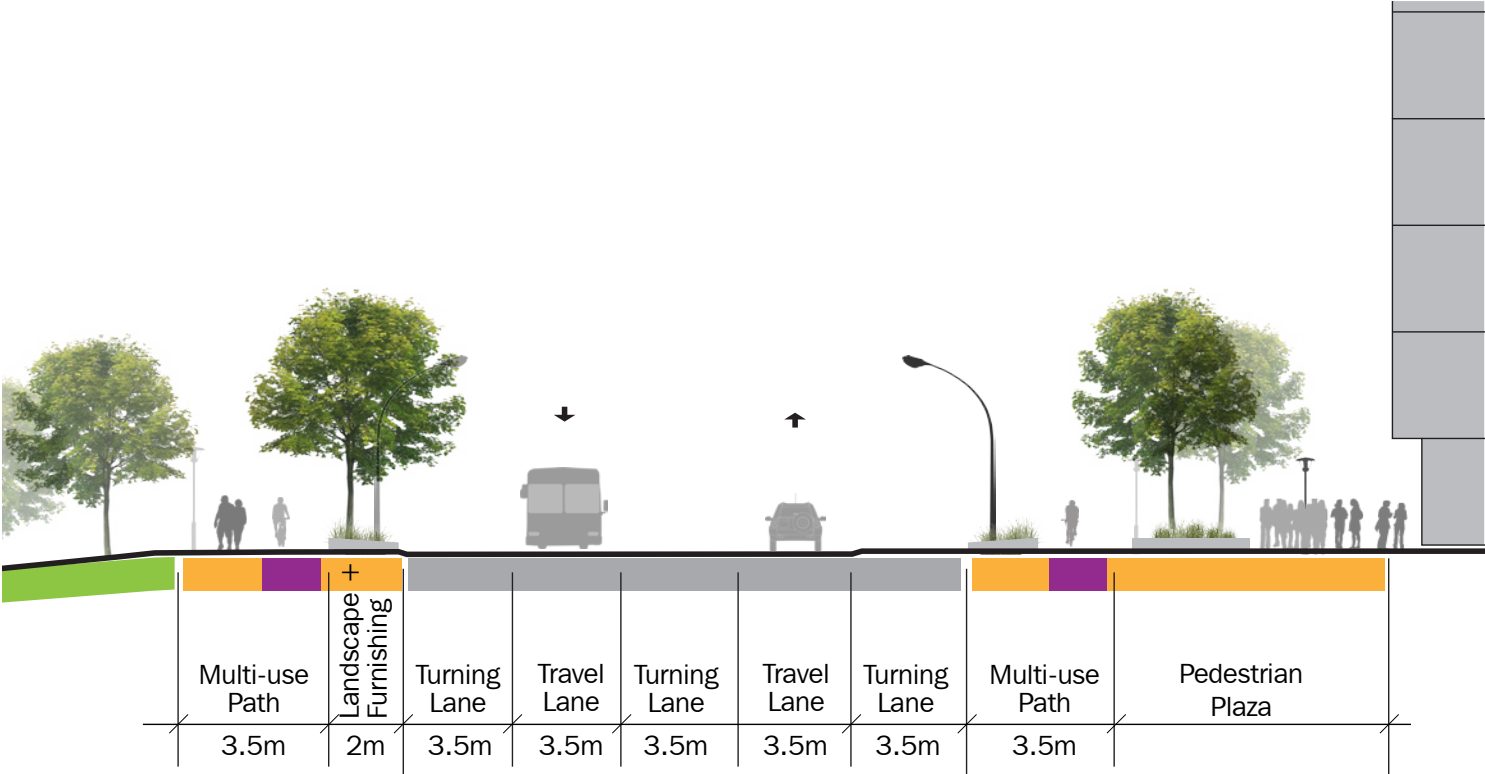 Multi-use
Path
Landscape +
Furnishing
Turning
Lane
Travel
Lane
Turning
Lane
Travel
Lane
Turning
Lane
Multi-use
Path
Pedestrian
Plaza
3.5m
2m
3.5m
3.5m
3.5m
3.5m
3.5m
3.5m